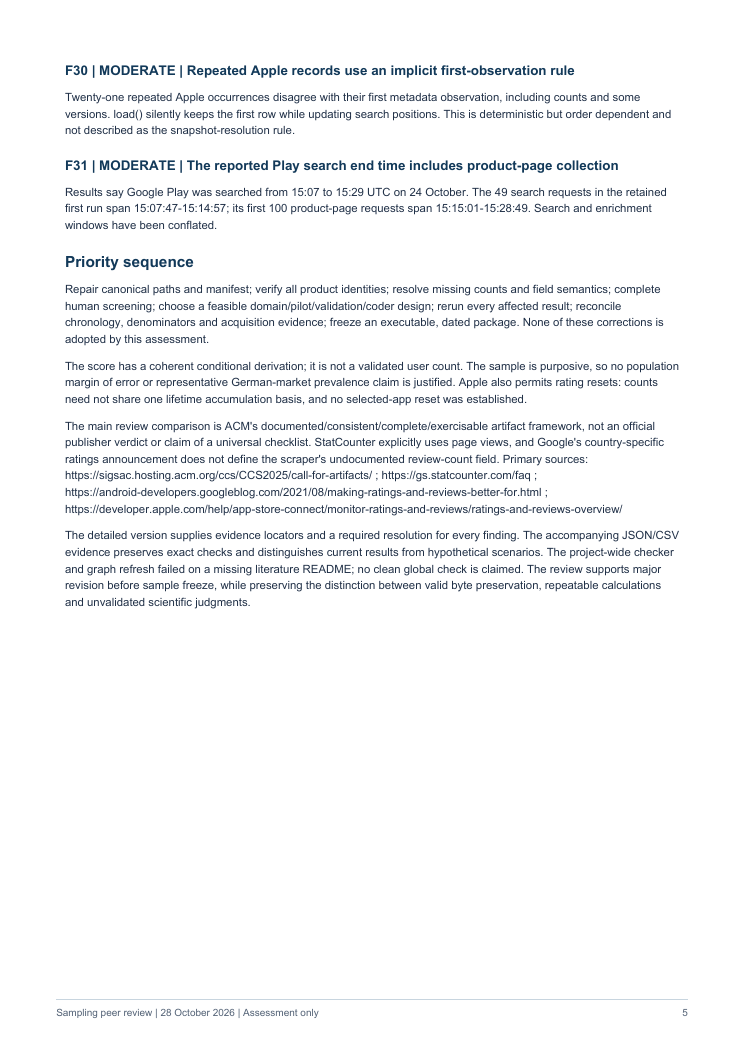 F30 | MODERATE | Repeated Apple records use an implicit first-observation rule
Twenty-one repeated Apple occurrences disagree with their first metadata observation, including counts and some
versions. load() silently keeps the first row while updating search positions. This is deterministic but order dependent and
not described as the snapshot-resolution rule.
F31 | MODERATE | The reported Play search end time includes product-page collection
Results say Google Play was searched from 15:07 to 15:29 UTC on 24 October. The 49 search requests in the retained
first run span 15:07:47-15:14:57; its first 100 product-page requests span 15:15:01-15:28:49. Search and enrichment
windows have been conflated.
Priority sequence
Repair canonical paths and manifest; verify all product identities; resolve missing counts and field semantics; complete
human screening; choose a feasible domain/pilot/validation/coder design; rerun every affected result; reconcile
chronology, denominators and acquisition evidence; freeze an executable, dated package. None of these corrections is
adopted by this assessment.
The score has a coherent conditional derivation; it is not a validated user count. The sample is purposive, so no population
margin of error or representative German-market prevalence claim is justified. Apple also permits rating resets: counts
need not share one lifetime accumulation basis, and no selected-app reset was established.
The main review comparison is ACM's documented/consistent/complete/exercisable artifact framework, not an official
publisher verdict or claim of a universal checklist. StatCounter explicitly uses page views, and Google's country-specific
ratings announcement does not define the scraper's undocumented review-count field. Primary sources:
https://sigsac.hosting.acm.org/ccs/CCS2025/call-for-artifacts/ ; https://gs.statcounter.com/faq ;
https://android-developers.googleblog.com/2021/08/making-ratings-and-reviews-better-for.html ;
https://developer.apple.com/help/app-store-connect/monitor-ratings-and-reviews/ratings-and-reviews-overview/
The detailed version supplies evidence locators and a required resolution for every finding. The accompanying JSON/CSV
evidence preserves exact checks and distinguishes current results from hypothetical scenarios. The project-wide checker
and graph refresh failed on a missing literature README; no clean global check is claimed. The review supports major
revision before sample freeze, while preserving the distinction between valid byte preservation, repeatable calculations
and unvalidated scientific judgments.
Sampling peer review | 28 October 2026 | Assessment only
5